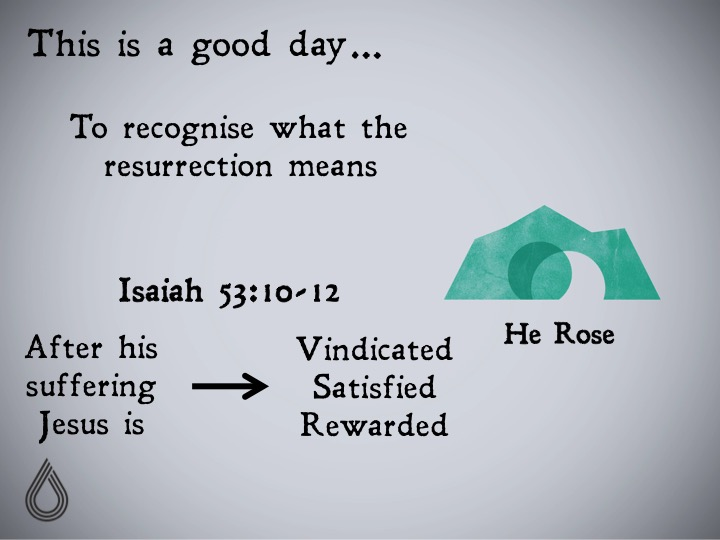 This is a good day...
To recognise what the
resurrection means
Isaiah 53:10-12
After his
suffering
Jesus is
Vindicated
Satisfied
Rewarded
He Rose